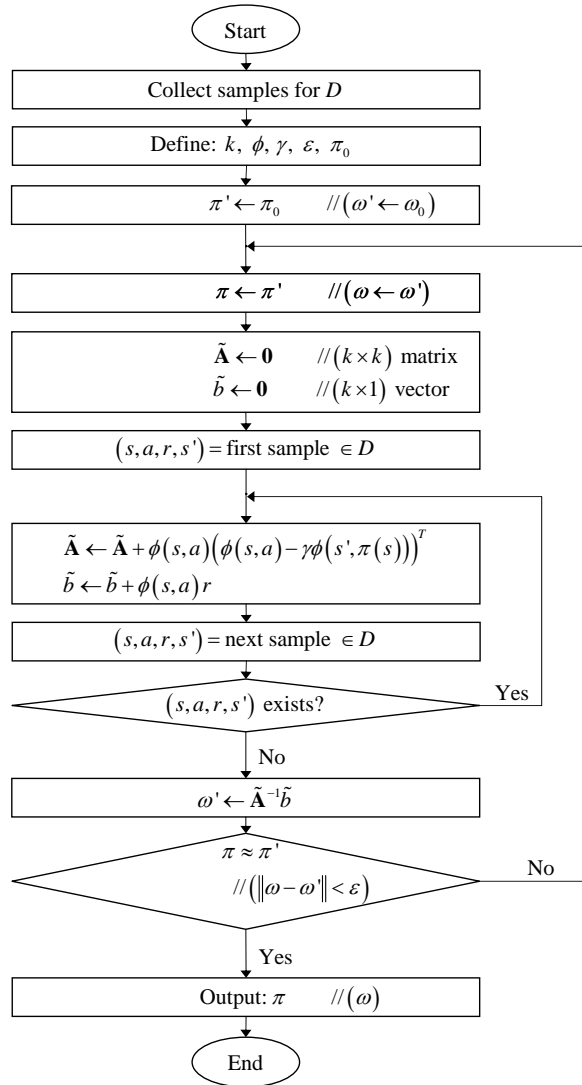 Start
Collect samples for D
Define: k, ϕ, γ, ε, π₀
π' ← π₀ //(ω' ← ω₀)
π ← π' //(ω ← ω')
Ã ← 0 //(k × k) matrix
b̃ ← 0 //(k × 1) vector
(s, a, r, s') = first sample ∈ D
Ã ← Ã + ϕ(s, a)(ϕ(s, a) − γϕ(s', π(s)))ᵀ
b̃ ← b̃ + ϕ(s, a) r
(s, a, r, s') = next sample ∈ D
(s, a, r, s') exists?
Yes
No
ω' ← Ã⁻¹b̃
π ≈ π'
//(‖ω − ω'‖ < ε)
No
Yes
Output: π //(ω)
End